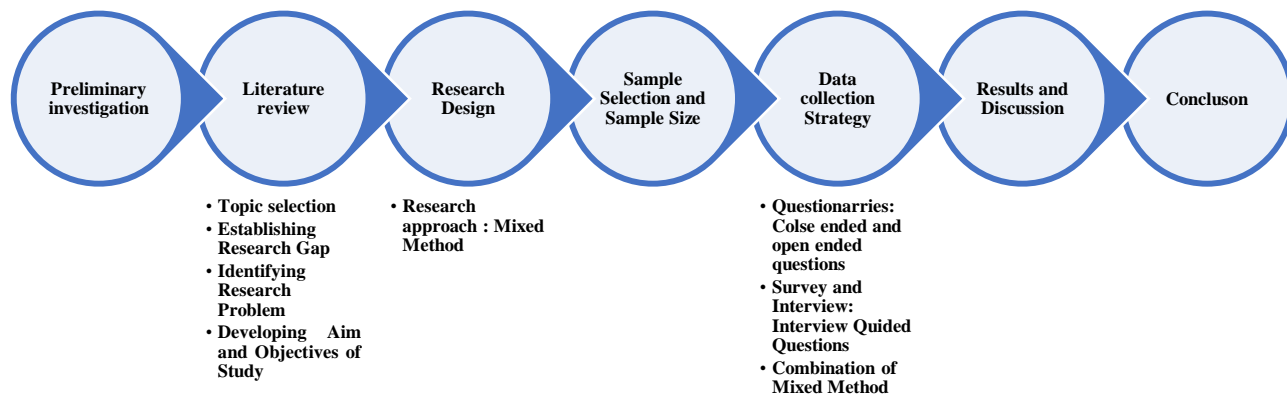 Preliminary
investigation
Literature
review
Research
Design
Sample
Selection and
Sample Size
Data
collection
Strategy
Results and
Discussion
Concluson
• Topic selection
• Establishing
Research Gap
• Identifying
Research
Problem
• Developing Aim
and Objectives of
Study
• Research
approach : Mixed
Method
• Questionarries:
Colse ended and
open ended
questions
• Survey and
Interview:
Interview Quided
Questions
• Combination of
Mixed Method